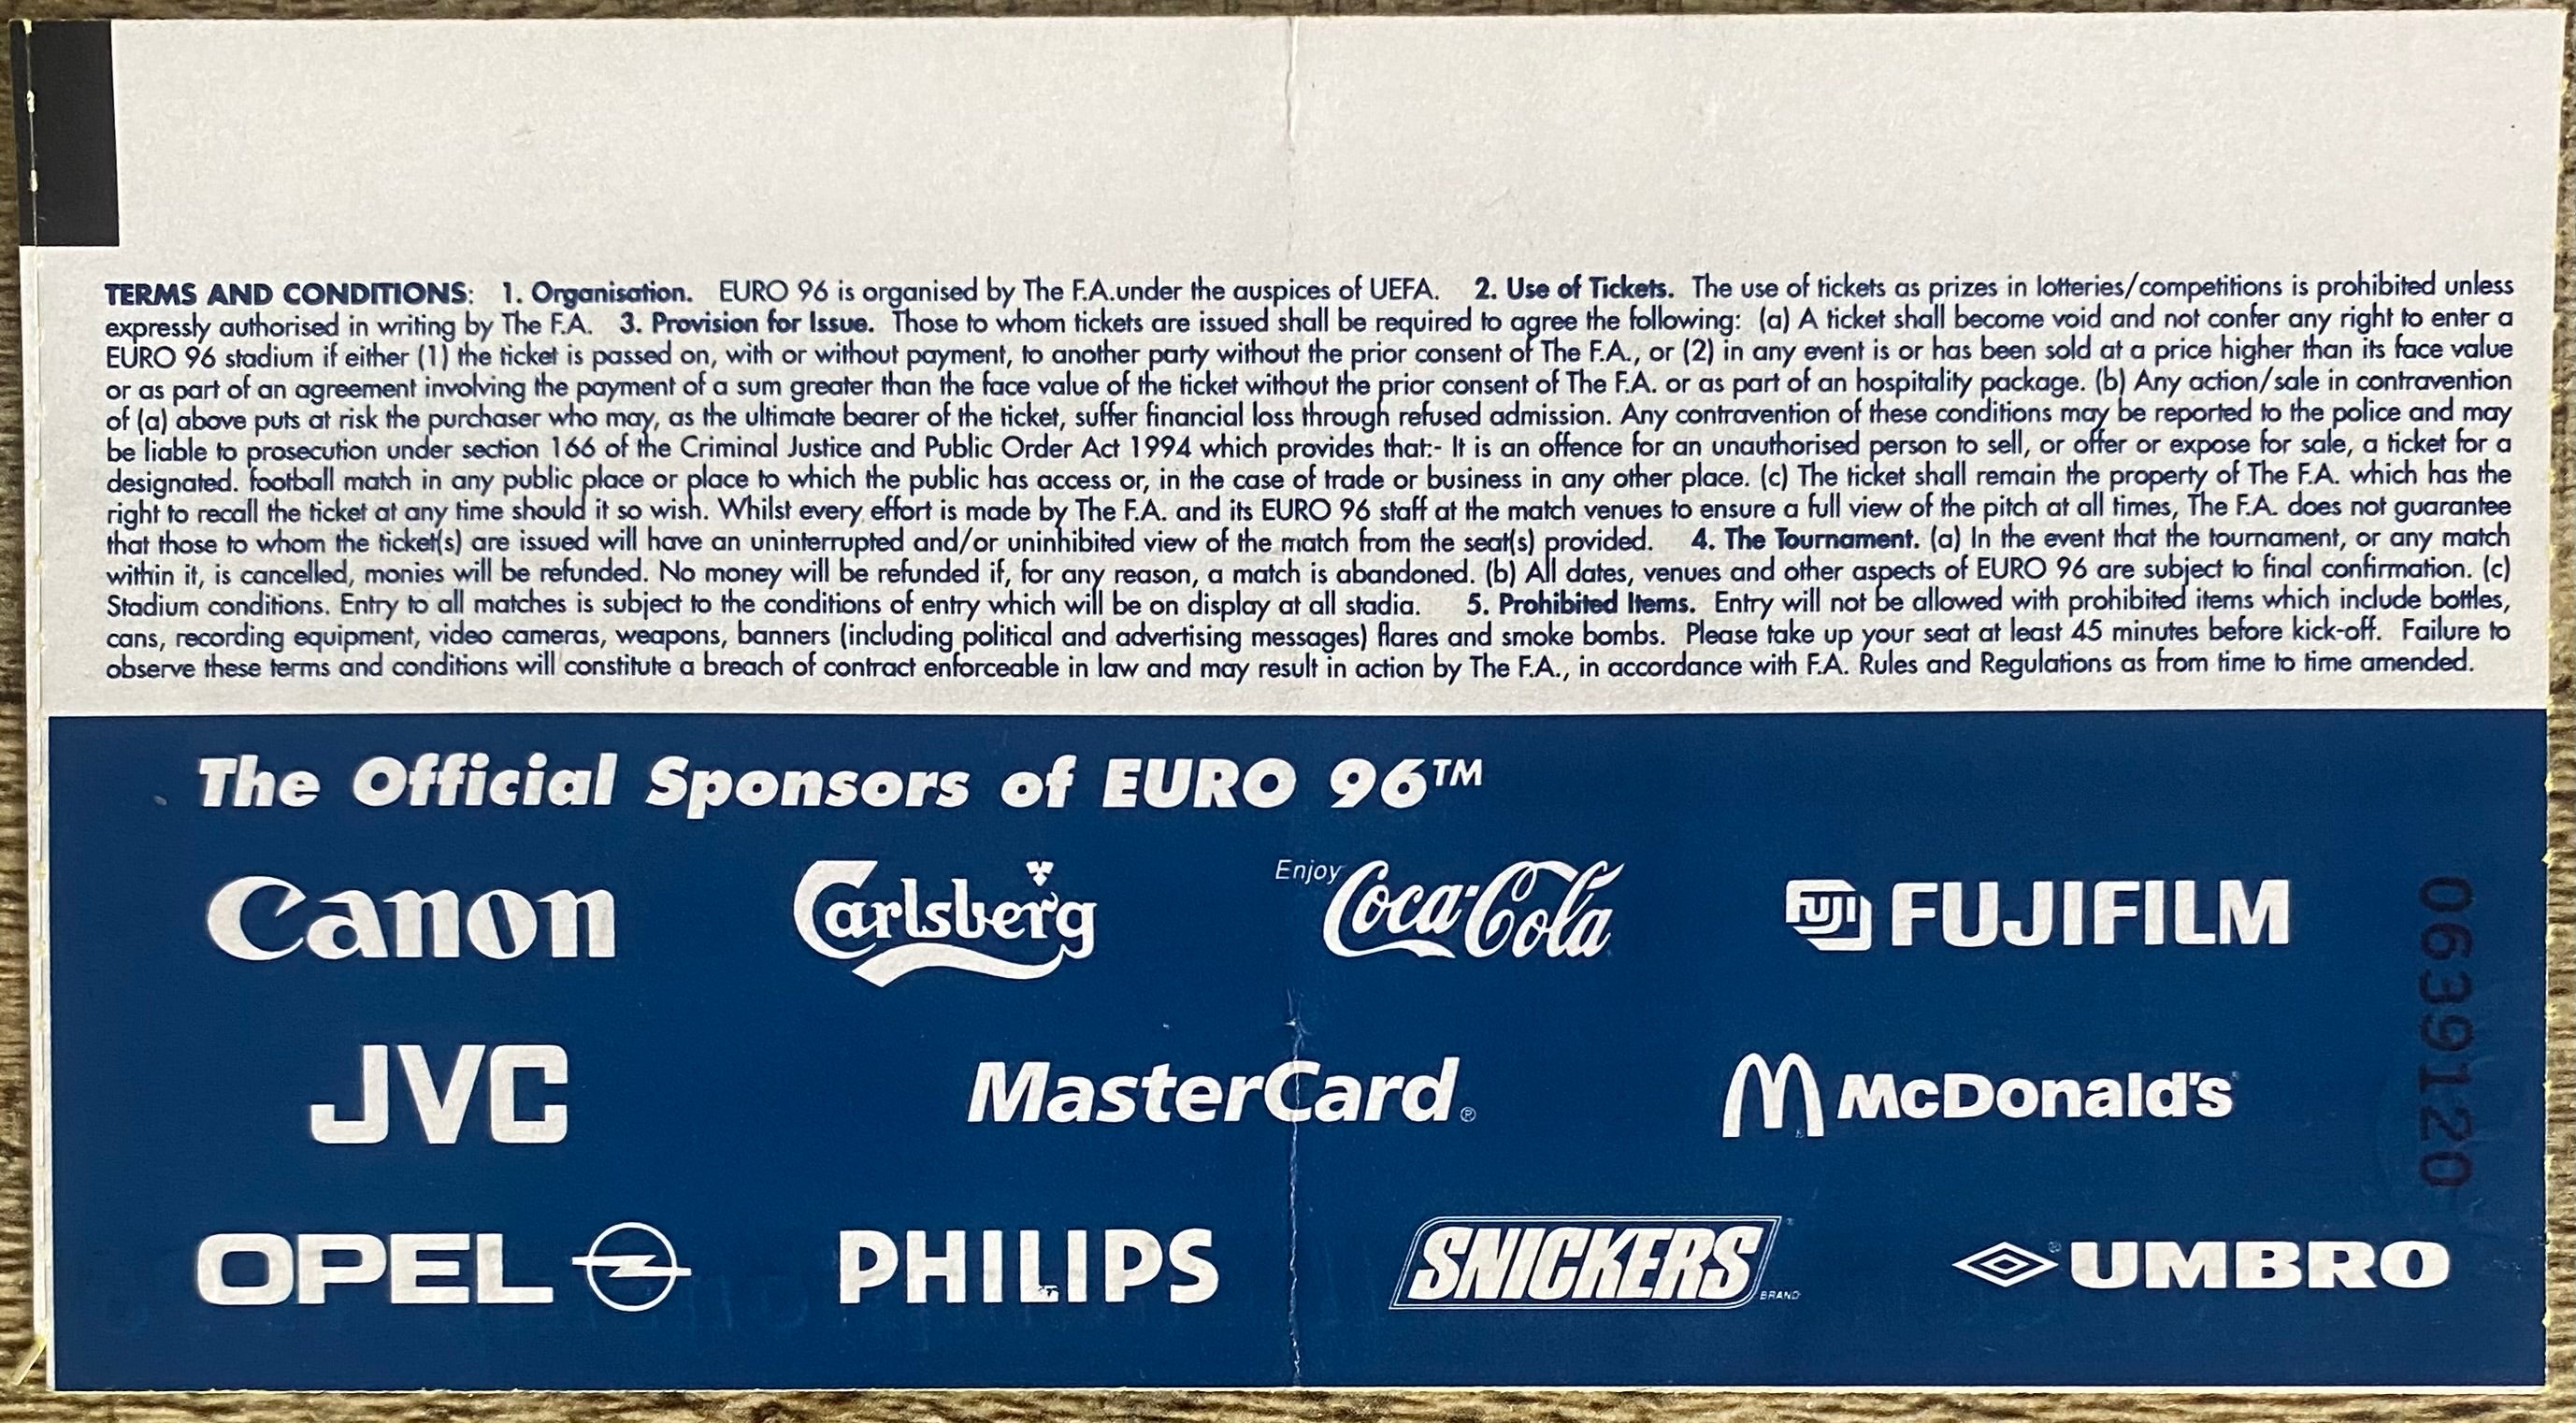 TERMS AND CONDITIONS: 1. Organisation. EURO 96 is organised by The F.A.under the auspices of UEFA. 2. Use of Tickets. The use of tickets as prizes in lotteries/competitions is prohibited unless
expressly authorised in writing by The F.A. 3. Provision for Issue. Those to whom tickets are issued shall be required to agree the following: (a) A ticket shall become void and not confer any right to enter a
EURO 96 stadium if either (1) the ticket is passed on, with or without payment, to another party without the prior consent of The F.A., or (2) in any event is or has been sold at a price higher than its face value
or as part of an agreement involving the payment of a sum greater than the face value of the ticket without the prior consent of The F.A. or as part of an hospitality package. (b) Any action/sale in contravention
of (a) above puts at risk the purchaser who may, as the ultimate bearer of the ticket, suffer financial loss through refused admission. Any contravention of these conditions may be reported to the police and may
be liable to prosecution under section 166 of the Criminal Justice and Public Order Act 1994 which provides that:- It is an offence for an unauthorised person to sell, or offer or expose for sale, a ticket for a
designated. football match in any public place or place to which the public has access or, in the case of trade or business in any other place. (c) The ticket shall remain the property of The F.A. which has the
right to recall the ticket at any time should it so wish. Whilst every effort is made by The F.A. and its EURO 96 staff at the match venues to ensure a full view of the pitch at all times, The F.A. does not guarantee
that those to whom the ticket(s) are issued will have an uninterrupted and/or uninhibited view of the match from the seat(s) provided. 4. The Tournament. (a) In the event that the tournament, or any match
within it, is cancelled, monies will be refunded. No money will be refunded if, for any reason, a match is abandoned. (b) All dates, venues and other aspects of EURO 96 are subject to final confirmation. (c)
Stadium conditions. Entry to all matches is subject to the conditions of entry which will be on display at all stadia. 5. Prohibited Items. Entry will not be allowed with prohibited items which include bottles,
cans, recording equipment, video cameras, weapons, banners (including political and advertising messages) flares and smoke bombs. Please take up your seat at least 45 minutes before kick-off. Failure to
observe these terms and conditions will constitute a breach of contract enforceable in law and may result in action by The F.A., in accordance with F.A. Rules and Regulations as from time to time amended.
The Official Sponsors of EURO 96™
Canon
Carlsberg
Enjoy Coca-Cola
FUJI FUJIFILM
JVC
MasterCard®
McDonald's
OPEL
PHILIPS
SNICKERS® BRAND
® UMBRO
0639120